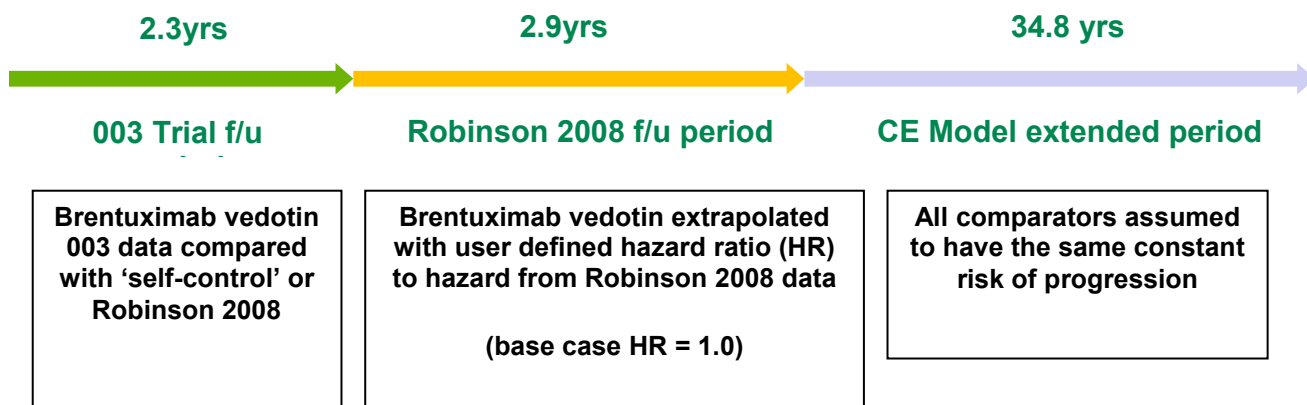 2.3yrs
2.9yrs
34.8 yrs
003 Trial f/u
Robinson 2008 f/u period
CE Model extended period
Brentuximab vedotin
003 data compared
with ‘self-control’ or
Robinson 2008
Brentuximab vedotin extrapolated
with user defined hazard ratio (HR)
to hazard from Robinson 2008 data
(base case HR = 1.0)
All comparators assumed
to have the same constant
risk of progression